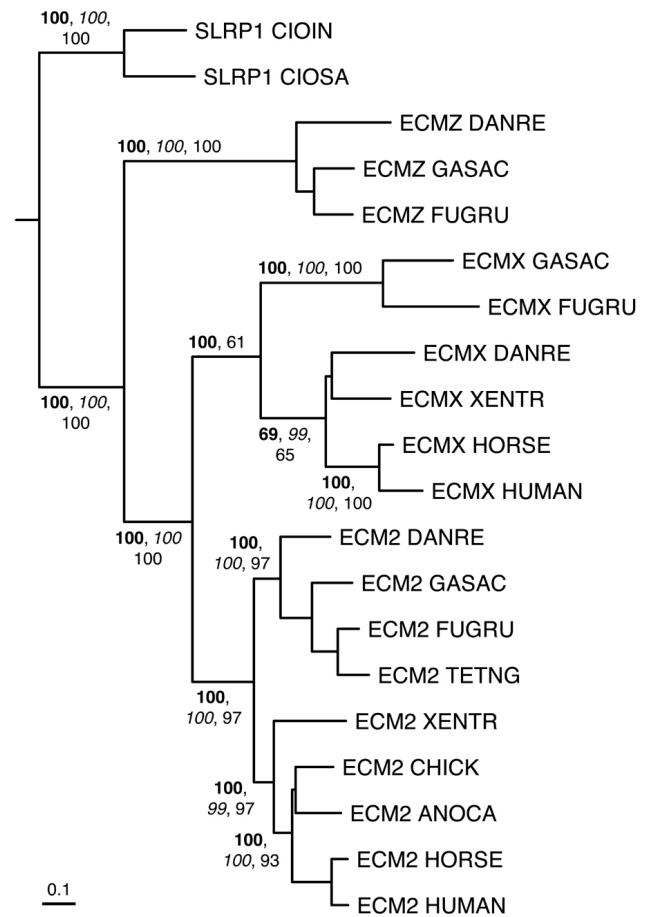 100, 100,
100
SLRP1 CIOIN
SLRP1 CIOSA
ECMZ DANRE
100, 100, 100
ECMZ GASAC
ECMZ FUGRU
ECMX GASAC
100, 100, 100
ECMX FUGRU
100, 61
ECMX DANRE
100, 100,
100
ECMX XENTR
69, 99,
65
ECMX HORSE
100,
100, 100
ECMX HUMAN
100, 100
100
ECM2 DANRE
100,
100, 97
ECM2 GASAC
ECM2 FUGRU
ECM2 TETNG
100,
100, 97
ECM2 XENTR
ECM2 CHICK
100,
99, 97
ECM2 ANOCA
100,
100, 93
ECM2 HORSE
0.1
ECM2 HUMAN